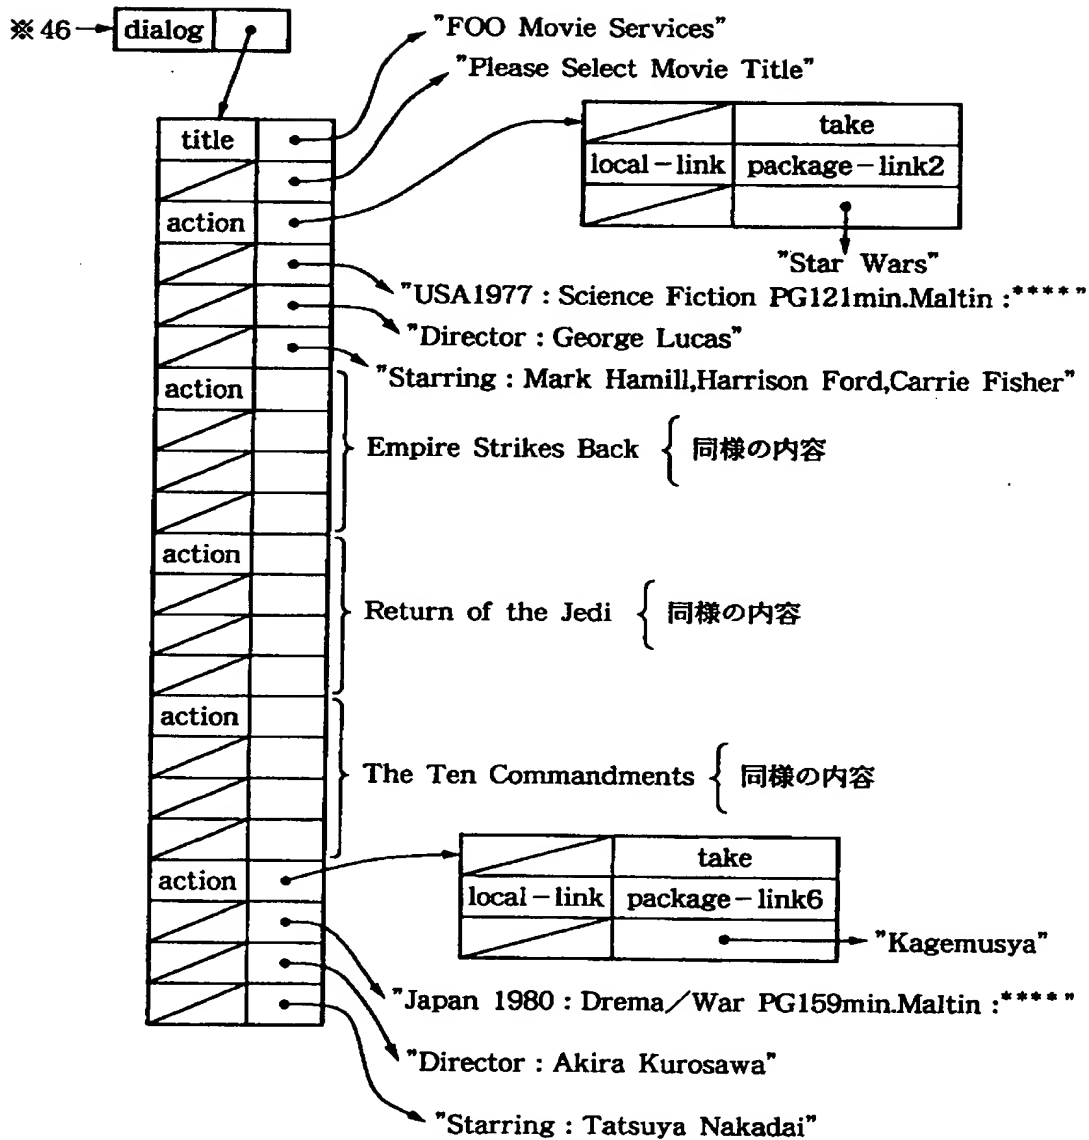 ※46 dialog
"FOO Movie Services"
"Please Select Movie Title"
title
take
local-link package-link2
action
"Star Wars"
"USA1977 : Science Fiction PG121min.Maltin :****"
"Director : George Lucas"
"Starring : Mark Hamill,Harrison Ford,Carrie Fisher"
action
Empire Strikes Back { 同様の内容
action
Return of the Jedi { 同様の内容
action
The Ten Commandments { 同様の内容
take
action
local-link package-link6
"Kagemusya"
"Japan 1980 : Drema/War PG159min.Maltin :****"
"Director : Akira Kurosawa"
"Starring : Tatsuya Nakadai"